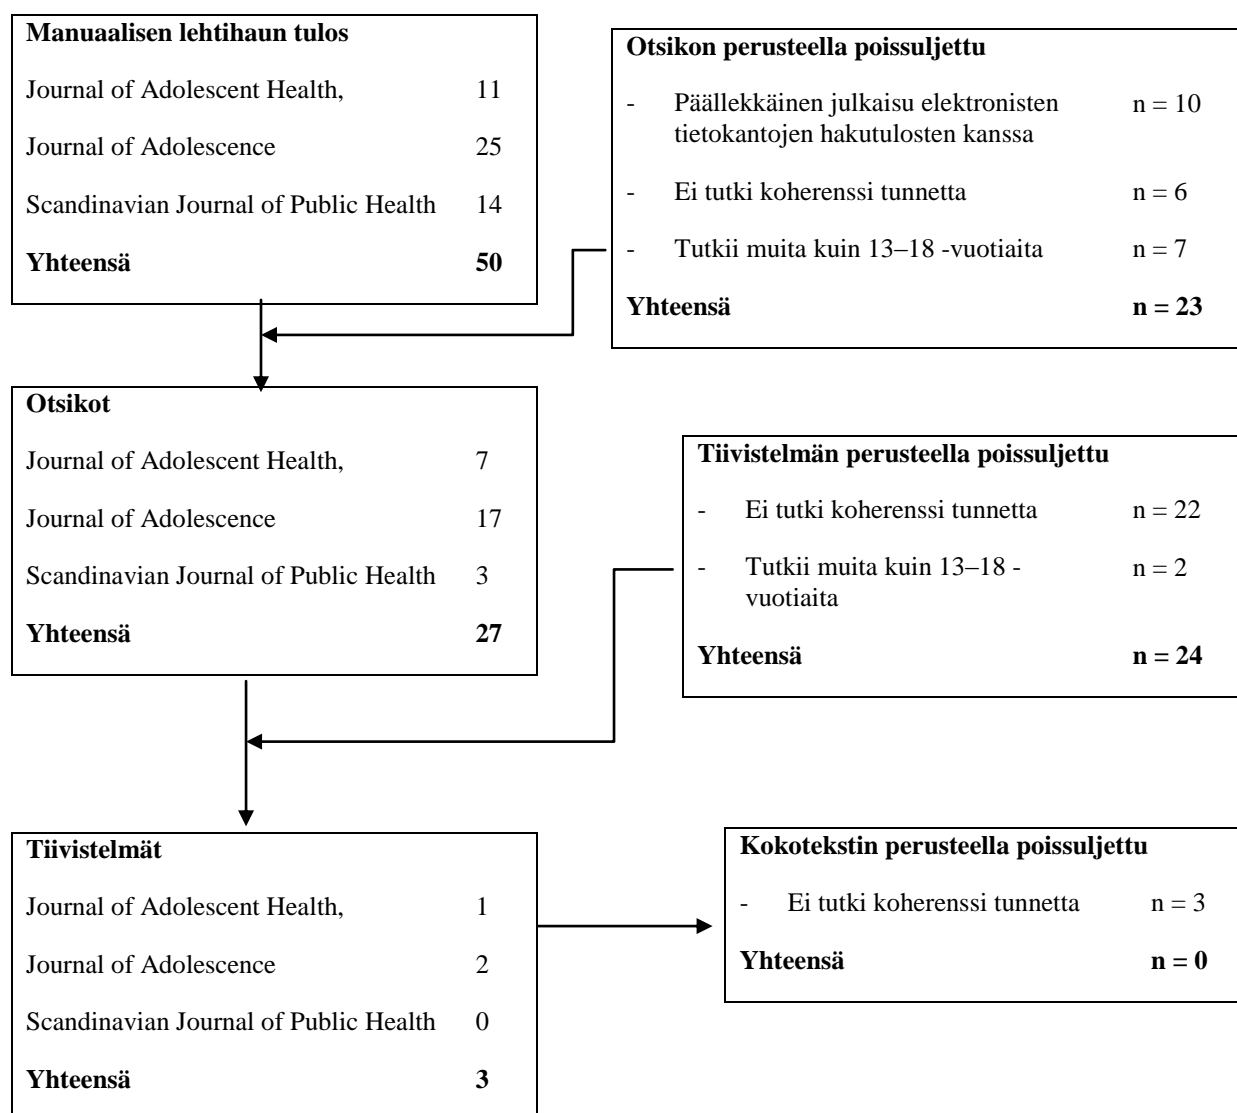 Manuaalisen lehtihaun tulos
Journal of Adolescent Health, 11
Journal of Adolescence 25
Scandinavian Journal of Public Health 14
Yhteensä 50
Otsikon perusteella poissuljettu
- Päällekkäinen julkaisu elektronisten n = 10
tietokantojen hakutulosten kanssa
- Ei tutki koherenssi tunnetta n = 6
- Tutkii muita kuin 13–18 -vuotiaita n = 7
Yhteensä n = 23
Otsikot
Journal of Adolescent Health, 7
Journal of Adolescence 17
Scandinavian Journal of Public Health 3
Yhteensä 27
Tiivistelmän perusteella poissuljettu
- Ei tutki koherenssi tunnetta n = 22
- Tutkii muita kuin 13–18 - n = 2
vuotiaita
Yhteensä n = 24
Tiivistelmät
Journal of Adolescent Health, 1
Journal of Adolescence 2
Scandinavian Journal of Public Health 0
Yhteensä 3
Kokotekstin perusteella poissuljettu
- Ei tutki koherenssi tunnetta n = 3
Yhteensä n = 0